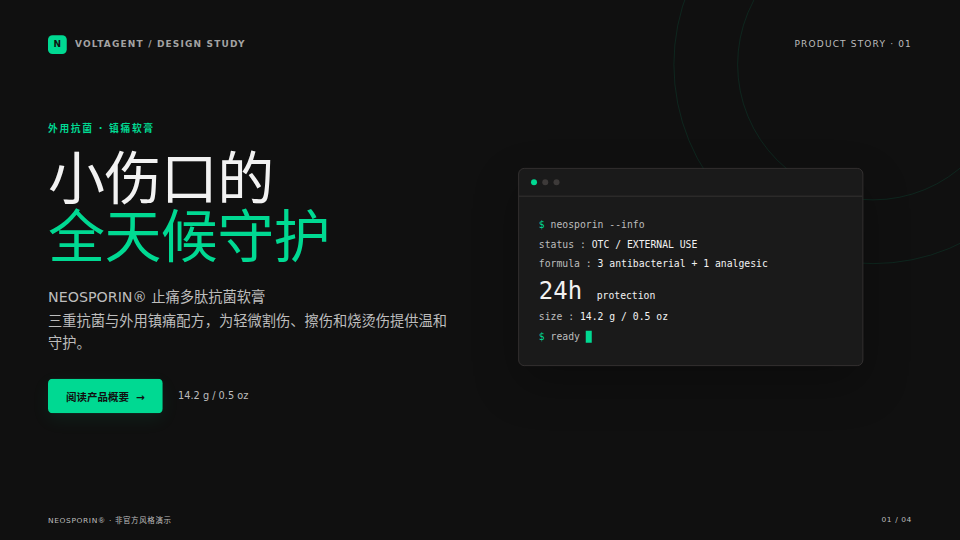 N VOLTAGENT / DESIGN STUDY
PRODUCT STORY · 01
外用抗菌 · 镇痛软膏
小伤口的
全天候守护
NEOSPORIN® 止痛多肽抗菌软膏
三重抗菌与外用镇痛配方，为轻微割伤、擦伤和烧烫伤提供温和
守护。
阅读产品概要 →
14.2 g / 0.5 oz
$ neosporin --info
status : OTC / EXTERNAL USE
formula : 3 antibacterial + 1 analgesic
24h protection
size : 14.2 g / 0.5 oz
$ ready
NEOSPORIN® · 非官方风格演示
01 / 04